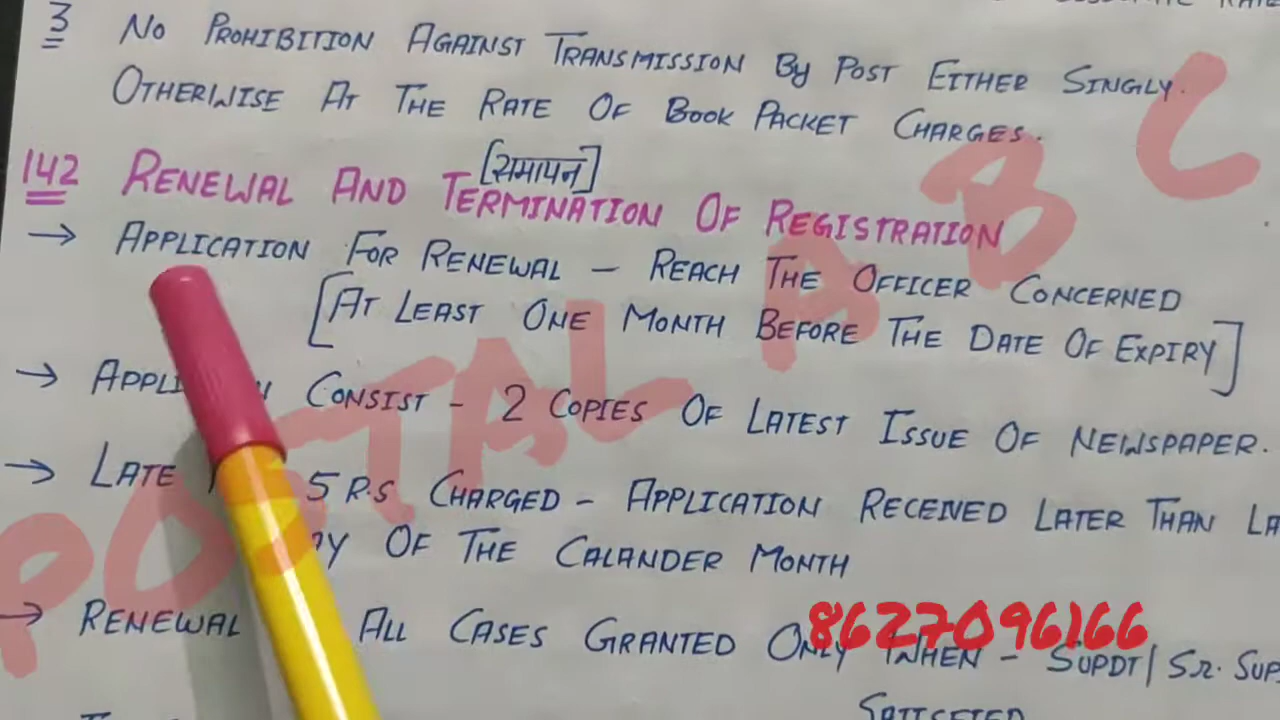 3 NO PROHIBITION AGAINST TRANSMISSION BY POST EITHER SINGLY.
OTHERWISE AT THE RATE OF BOOK PACKET CHARGES.
[समापन]
142 RENEWAL AND TERMINATION OF REGISTRATION
→ APPLICATION FOR RENEWAL - REACH THE OFFICER CONCERNED
[AT LEAST ONE MONTH BEFORE THE DATE OF EXPIRY]
→ CONSIST - 2 COPIES OF LATEST ISSUE OF NEWSPAPER.
→ LATE 5 RS CHARGED - APPLICATION RECEIVED LATER THAN
OF THE CALANDER MONTH
→ RENEWAL ALL CASES GRANTED ONLY WHEN - SUPDT/ SR. SUP
SATISFIED
POSTAL A B C
8627096166